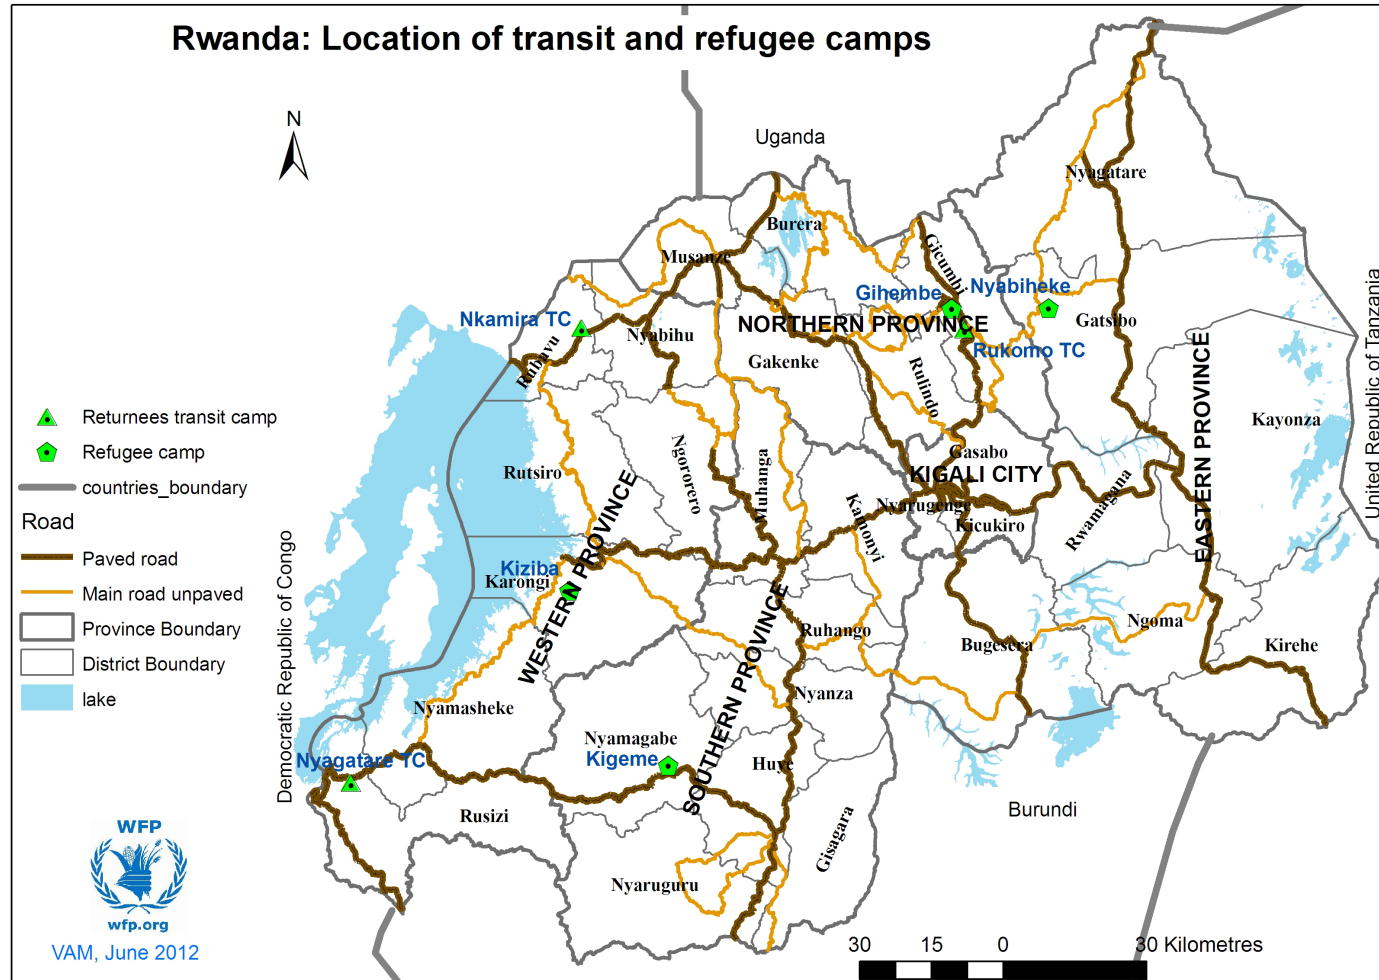 Rwanda: Location of transit and refugee camps
N
Uganda
Nyagatare
Burera
Musanze
Gicumbi
Gihembe
Nyabiheke
Nkamira TC
NORTHERN PROVINCE
Gatsibo
Nyabihu
Rukomo TC
Rubavu
Gakenke
Rulindo
United Republic of Tanzania
EASTERN PROVINCE
Kayonza
Returnees transit camp
Refugee camp
countries_boundary
Road
Paved road
Main road unpaved
Province Boundary
District Boundary
lake
Rutsiro
Ngororero
Muhanga
Gasabo
KIGALI CITY
Nyarugenge
Kicukiro
Rwamagana
Kamonyi
Kiziba
Karongi
WESTERN PROVINCE
Democratic Republic of Congo
Ruhango
Bugesera
Ngoma
Kirehe
SOUTHERN PROVINCE
Nyanza
Nyamasheke
Nyamagabe
Kigeme
Huye
Nyagatare TC
Rusizi
Burundi
Gisagara
Nyaruguru
WFP
wfp.org
VAM, June 2012
30 15 0 30 Kilometres